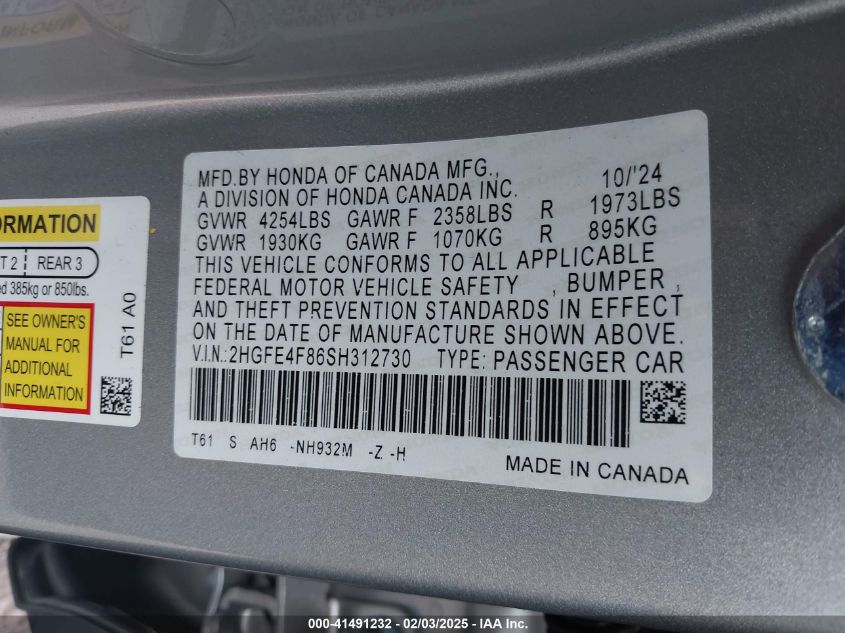 MFD.BY HONDA OF CANADA MFG., 10/'24
A DIVISION OF HONDA CANADA INC.
GVWR 4254LBS GAWR F 2358LBS R 1973LBS
GVWR 1930KG GAWR F 1070KG R 895KG
THIS VEHICLE CONFORMS TO ALL APPLICABLE
FEDERAL MOTOR VEHICLE SAFETY , BUMPER ,
AND THEFT PREVENTION STANDARDS IN EFFECT
ON THE DATE OF MANUFACTURE SHOWN ABOVE.
V.I.N.:2HGFE4F86SH312730 TYPE: PASSENGER CAR
T61 S AH6 -NH932M -Z -H
MADE IN CANADA
ORMATION
T 2 REAR 3
ed 385kg or 850lbs.
SEE OWNER'S
MANUAL FOR
ADDITIONAL
INFORMATION
T61 A0
000-41491232 - 02/03/2025 - IAA Inc.